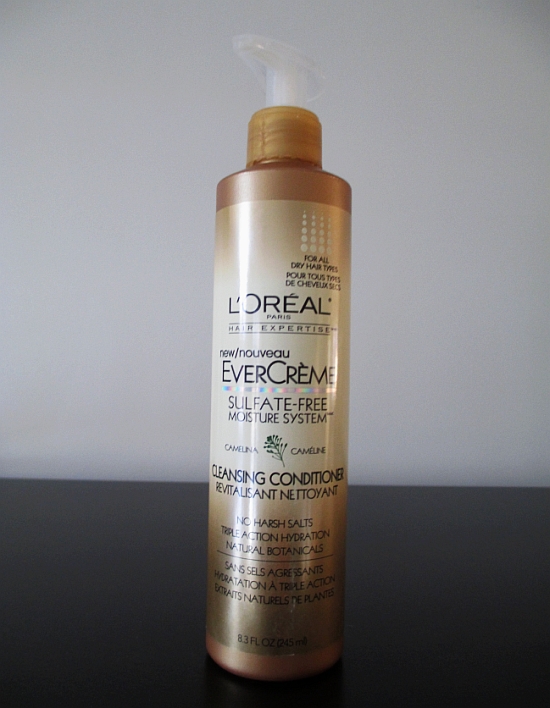 FOR ALL
DRY HAIR TYPES
POUR TOUS TYPES
DE CHEVEUX SECS
L'ORÉAL
PARIS
HAIR EXPERTISE
new/nouveau
EVERCRÈME
SULFATE-FREE
MOISTURE SYSTEM
CAMELINA CAMÉLINE
CLEANSING CONDITIONER
REVITALISANT NETTOYANT
NO HARSH SALTS
TRIPLE ACTION HYDRATION
NATURAL BOTANICALS
SANS SELS AGRESSANTS
HYDRATATION À TRIPLE ACTION
EXTRAITS NATURELS DE PLANTES
8.3 FL OZ (245 ml)